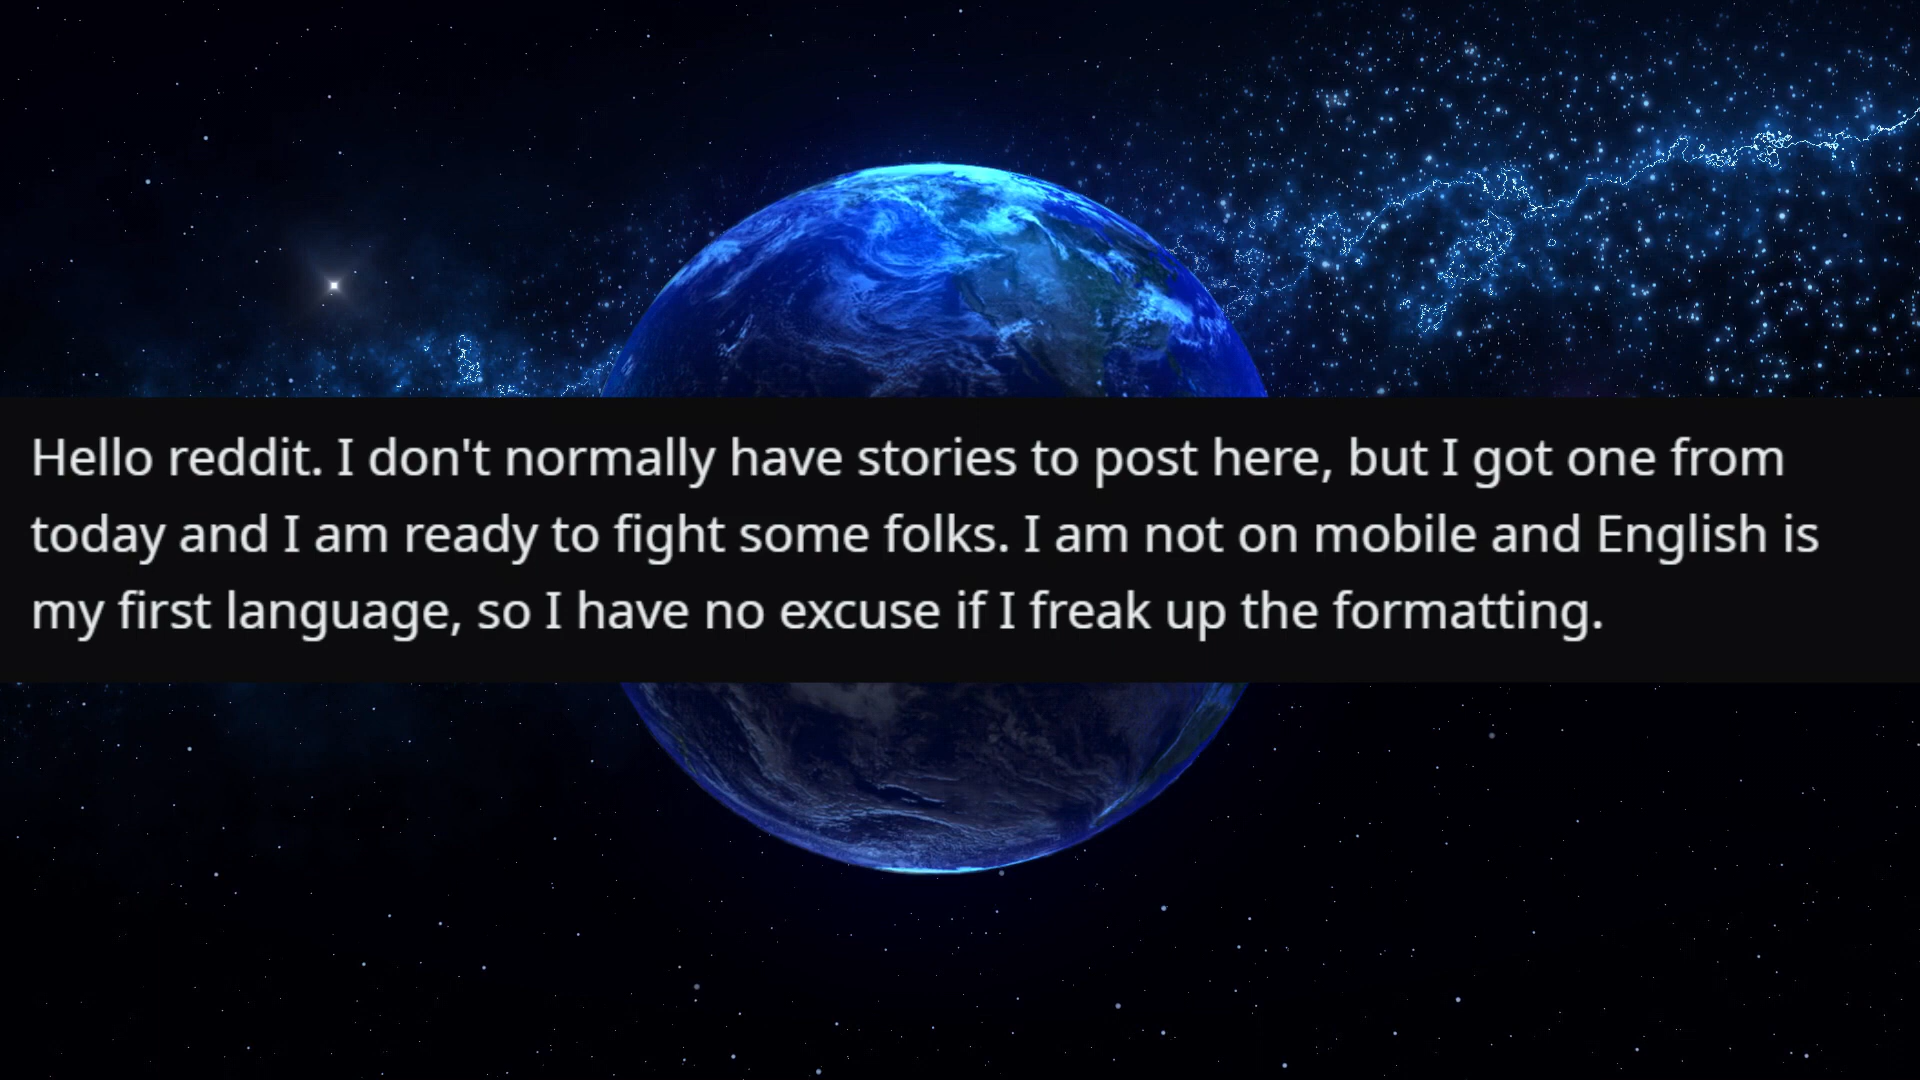 Hello reddit. I don't normally have stories to post here, but I got one from
today and I am ready to fight some folks. I am not on mobile and English is
my first language, so I have no excuse if I freak up the formatting.